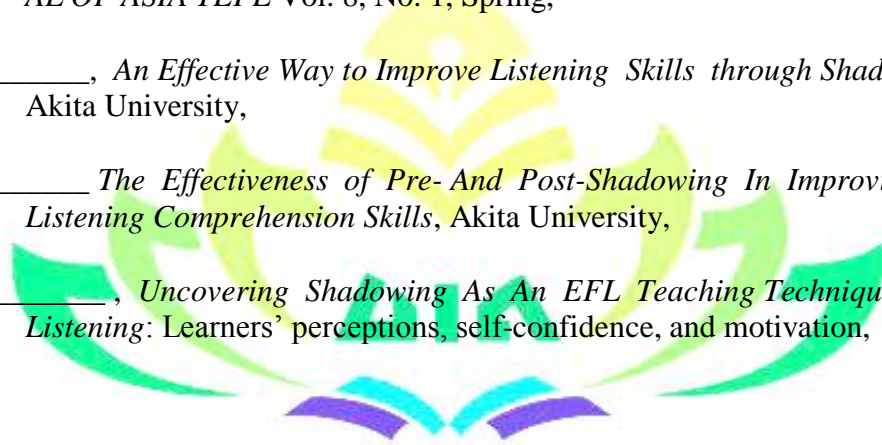 AL OF ASIA TEFL Vol. 8, No. 1, Spring,
______, An Effective Way to Improve Listening Skills through Shad
Akita University,
______ The Effectiveness of Pre- And Post-Shadowing In Improvi
Listening Comprehension Skills, Akita University,
_______, Uncovering Shadowing As An EFL Teaching Techniqu
Listening: Learners’ perceptions, self-confidence, and motivation,